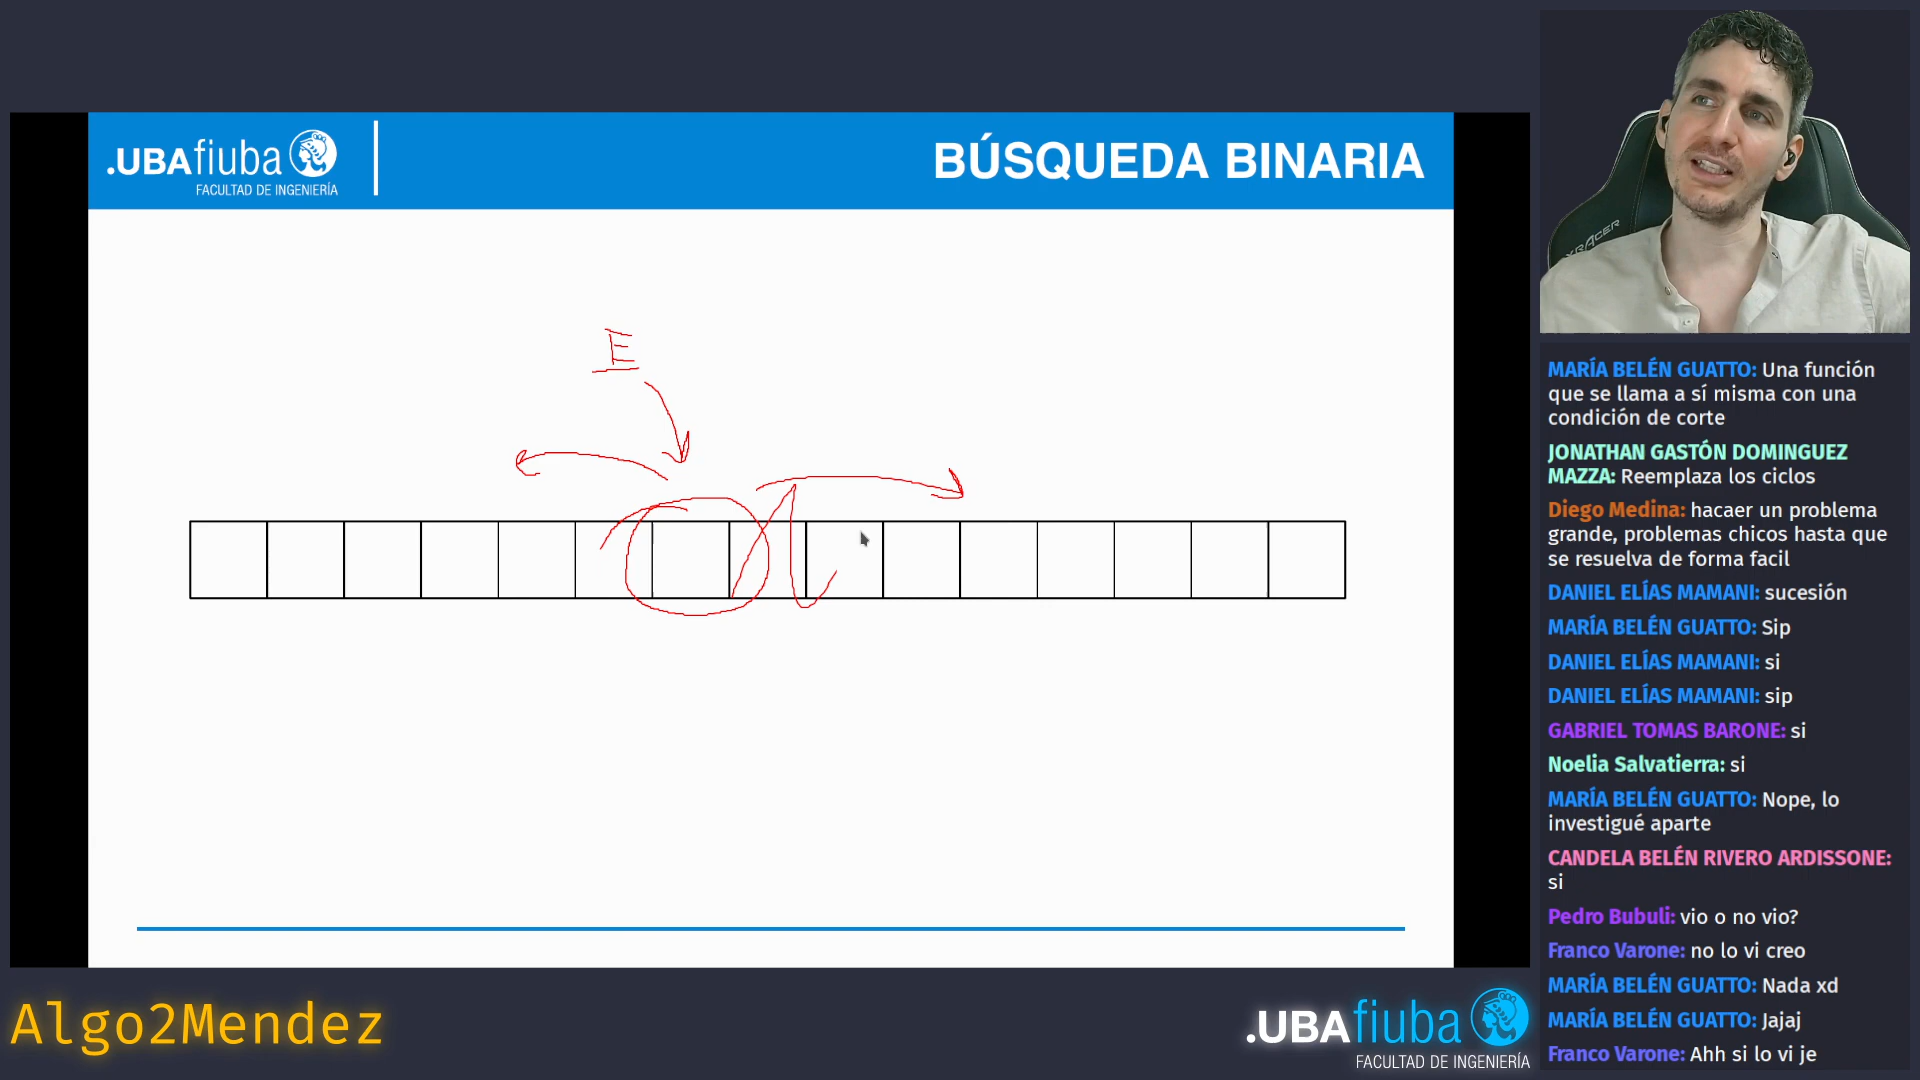 .UBAfiuba
FACULTAD DE INGENIERÍA
BÚSQUEDA BINARIA
E
XRACER
MARÍA BELÉN GUATTO: Una función
que se llama a sí misma con una
condición de corte
JONATHAN GASTÓN DOMINGUEZ
MAZZA: Reemplaza los ciclos
Diego Medina: hacaer un problema
grande, problemas chicos hasta que
se resuelva de forma facil
DANIEL ELÍAS MAMANI: sucesión
MARÍA BELÉN GUATTO: Sip
DANIEL ELÍAS MAMANI: si
DANIEL ELÍAS MAMANI: sip
GABRIEL TOMAS BARONE: si
Noelia Salvatierra: si
MARÍA BELÉN GUATTO: Nope, lo
investigué aparte
CANDELA BELÉN RIVERO ARDISSONE:
si
Pedro Bubuli: vio o no vio?
Franco Varone: no lo vi creo
MARÍA BELÉN GUATTO: Nada xd
MARÍA BELÉN GUATTO: Jajaj
Franco Varone: Ahh si lo vi je
Algo2Mendez
.UBAfiuba
FACULTAD DE INGENIERÍA